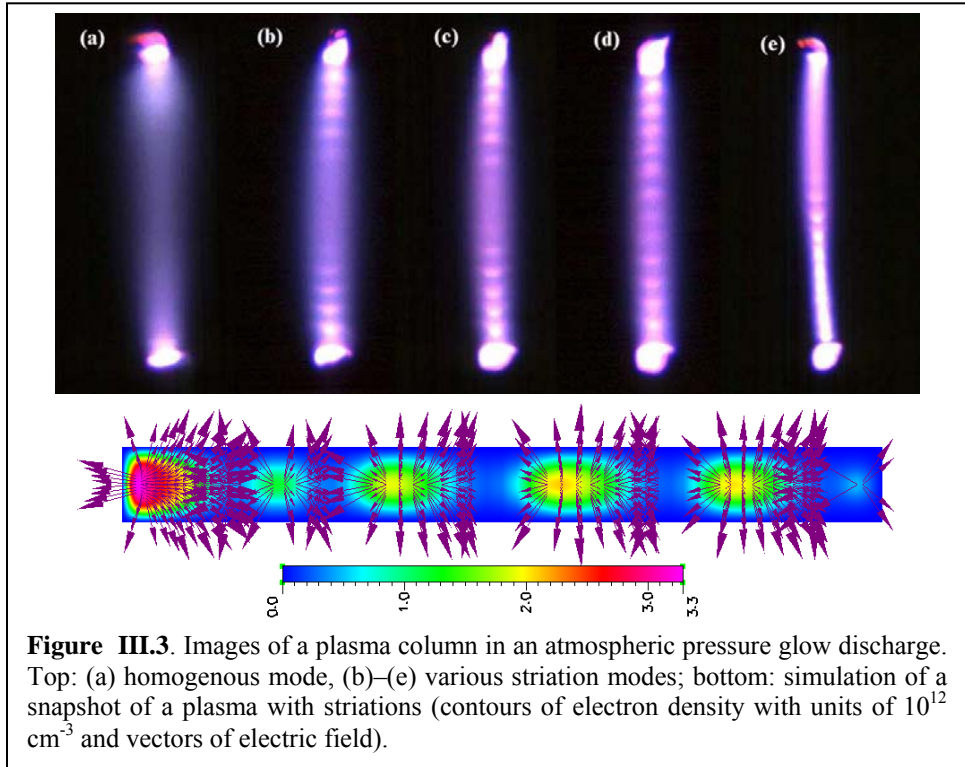 (a) (b) (c) (d) (e)
0.0 1.0 2.0 3.0 3.3
Figure III.3. Images of a plasma column in an atmospheric pressure glow discharge.
Top: (a) homogenous mode, (b)–(e) various striation modes; bottom: simulation of a
snapshot of a plasma with striations (contours of electron density with units of 10¹²
cm⁻³ and vectors of electric field).